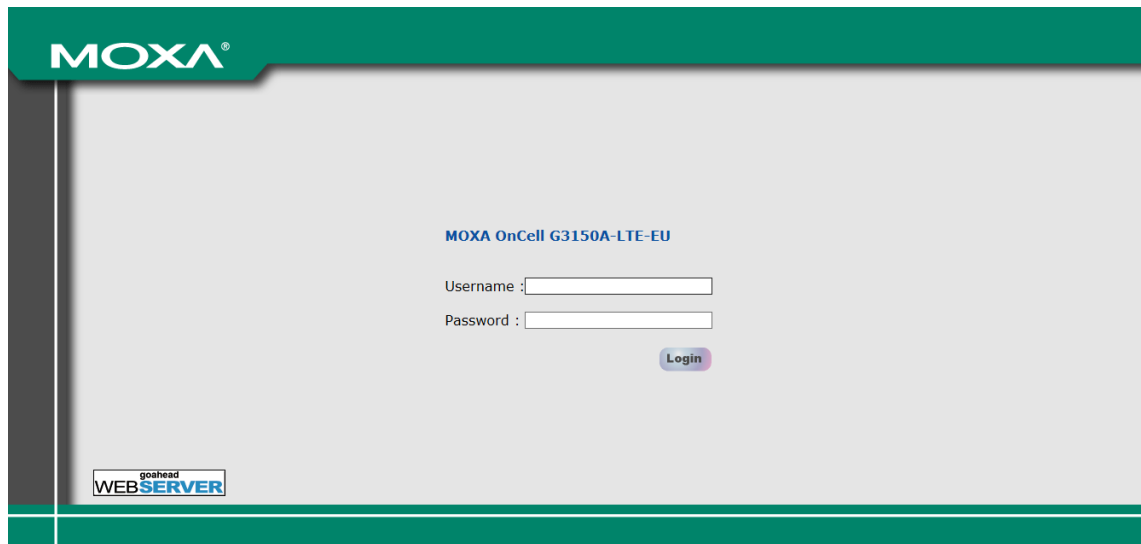 MOXA®
MOXA OnCell G3150A-LTE-EU
Username :
Password :
Login
goahead
WEBSERVER